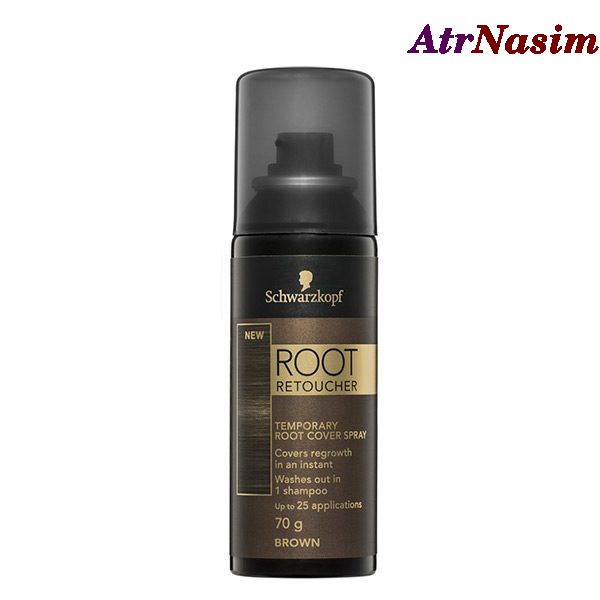 AtrNasim
Schwarzkopf
NEW
ROOT
RETOUCHER
TEMPORARY
ROOT COVER SPRAY
Covers regrowth
in an instant
Washes out in
1 shampoo
Up to 25 applications
70 g
BROWN